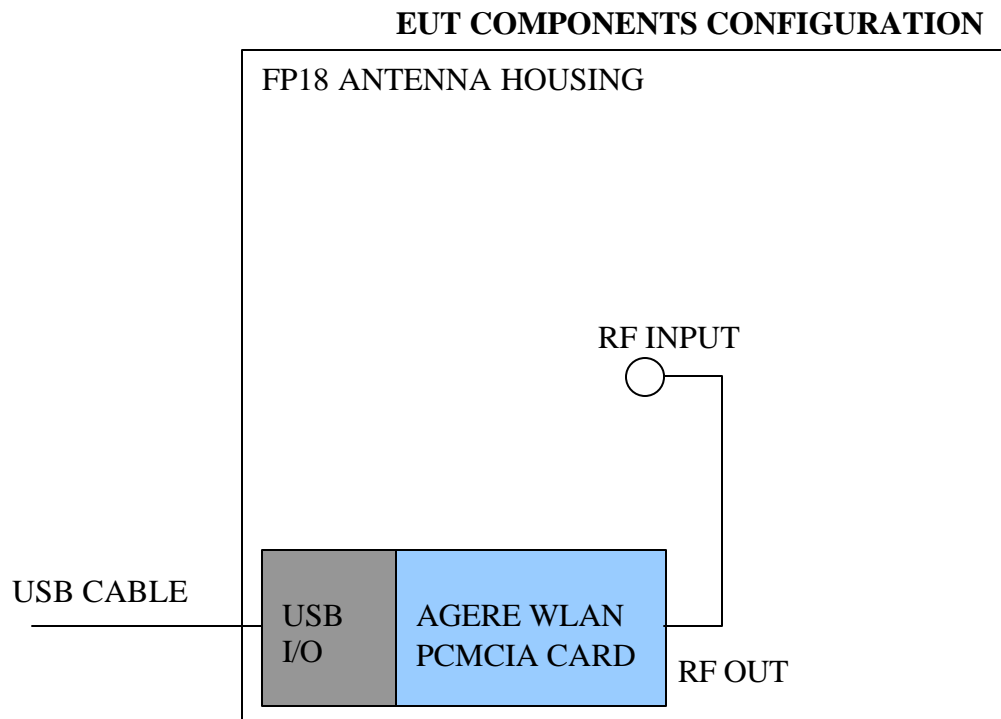 EUT COMPONENTS CONFIGURATION
FP18 ANTENNA HOUSING
RF INPUT
USB CABLE
USB
I/O
AGERE WLAN
PCMCIA CARD
RF OUT